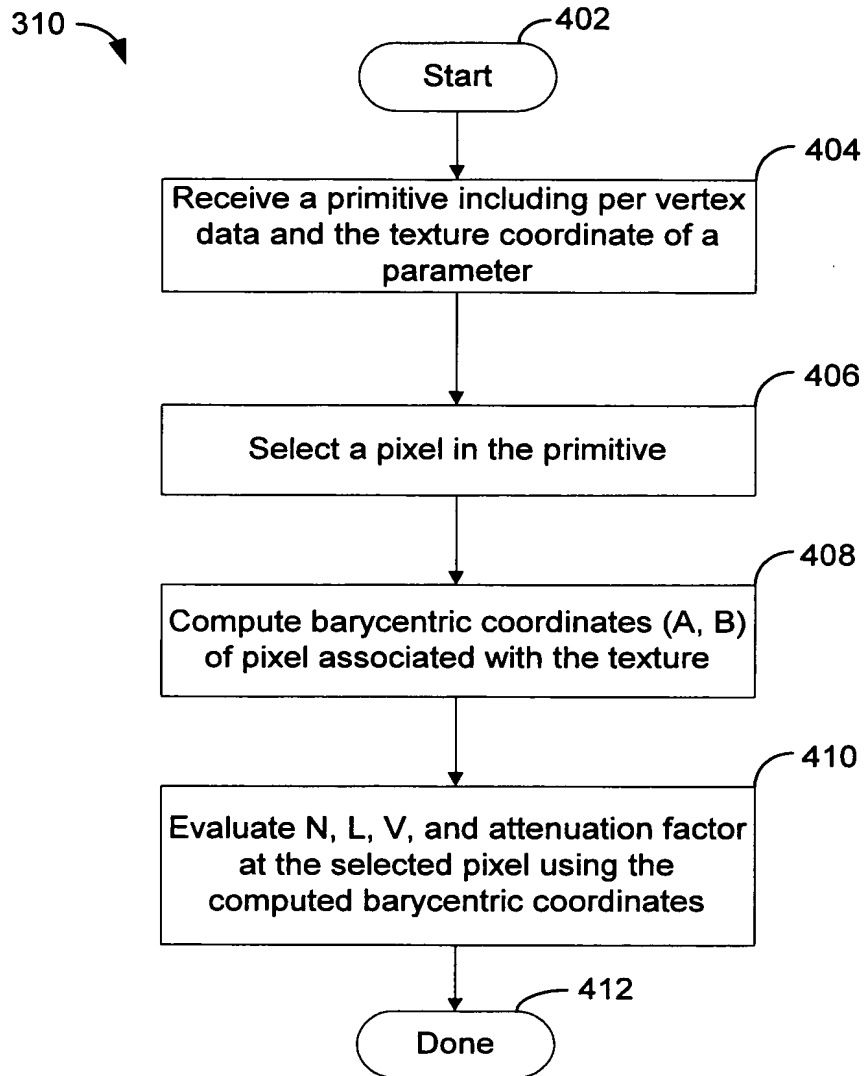 310
402
Start
404
Receive a primitive including per vertex
data and the texture coordinate of a
parameter
406
Select a pixel in the primitive
408
Compute barycentric coordinates (A, B)
of pixel associated with the texture
410
Evaluate N, L, V, and attenuation factor
at the selected pixel using the
computed barycentric coordinates
412
Done